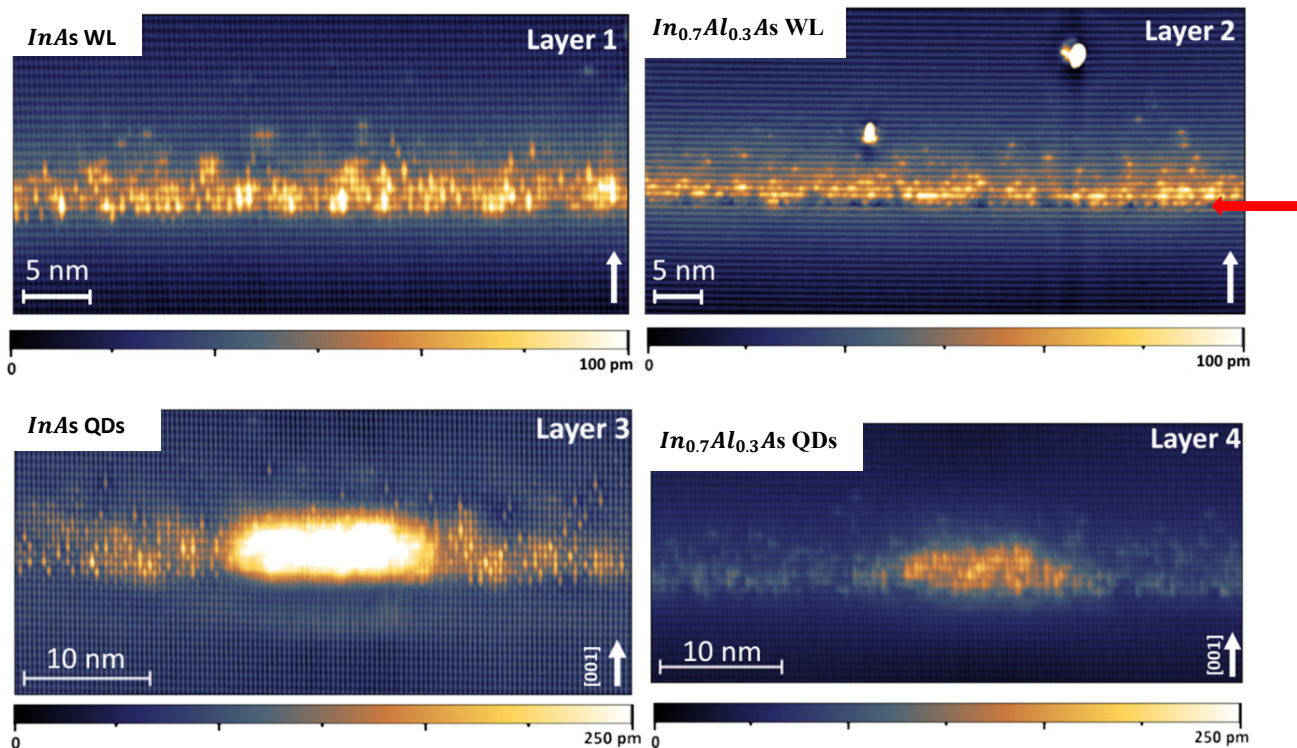 InAs WL
Layer 1
5 nm
0
100 pm
In₀.₇Al₀.₃As WL
Layer 2
5 nm
0
100 pm
InAs QDs
Layer 3
10 nm
[001]
0
250 pm
In₀.₇Al₀.₃As QDs
Layer 4
10 nm
[001]
0
250 pm